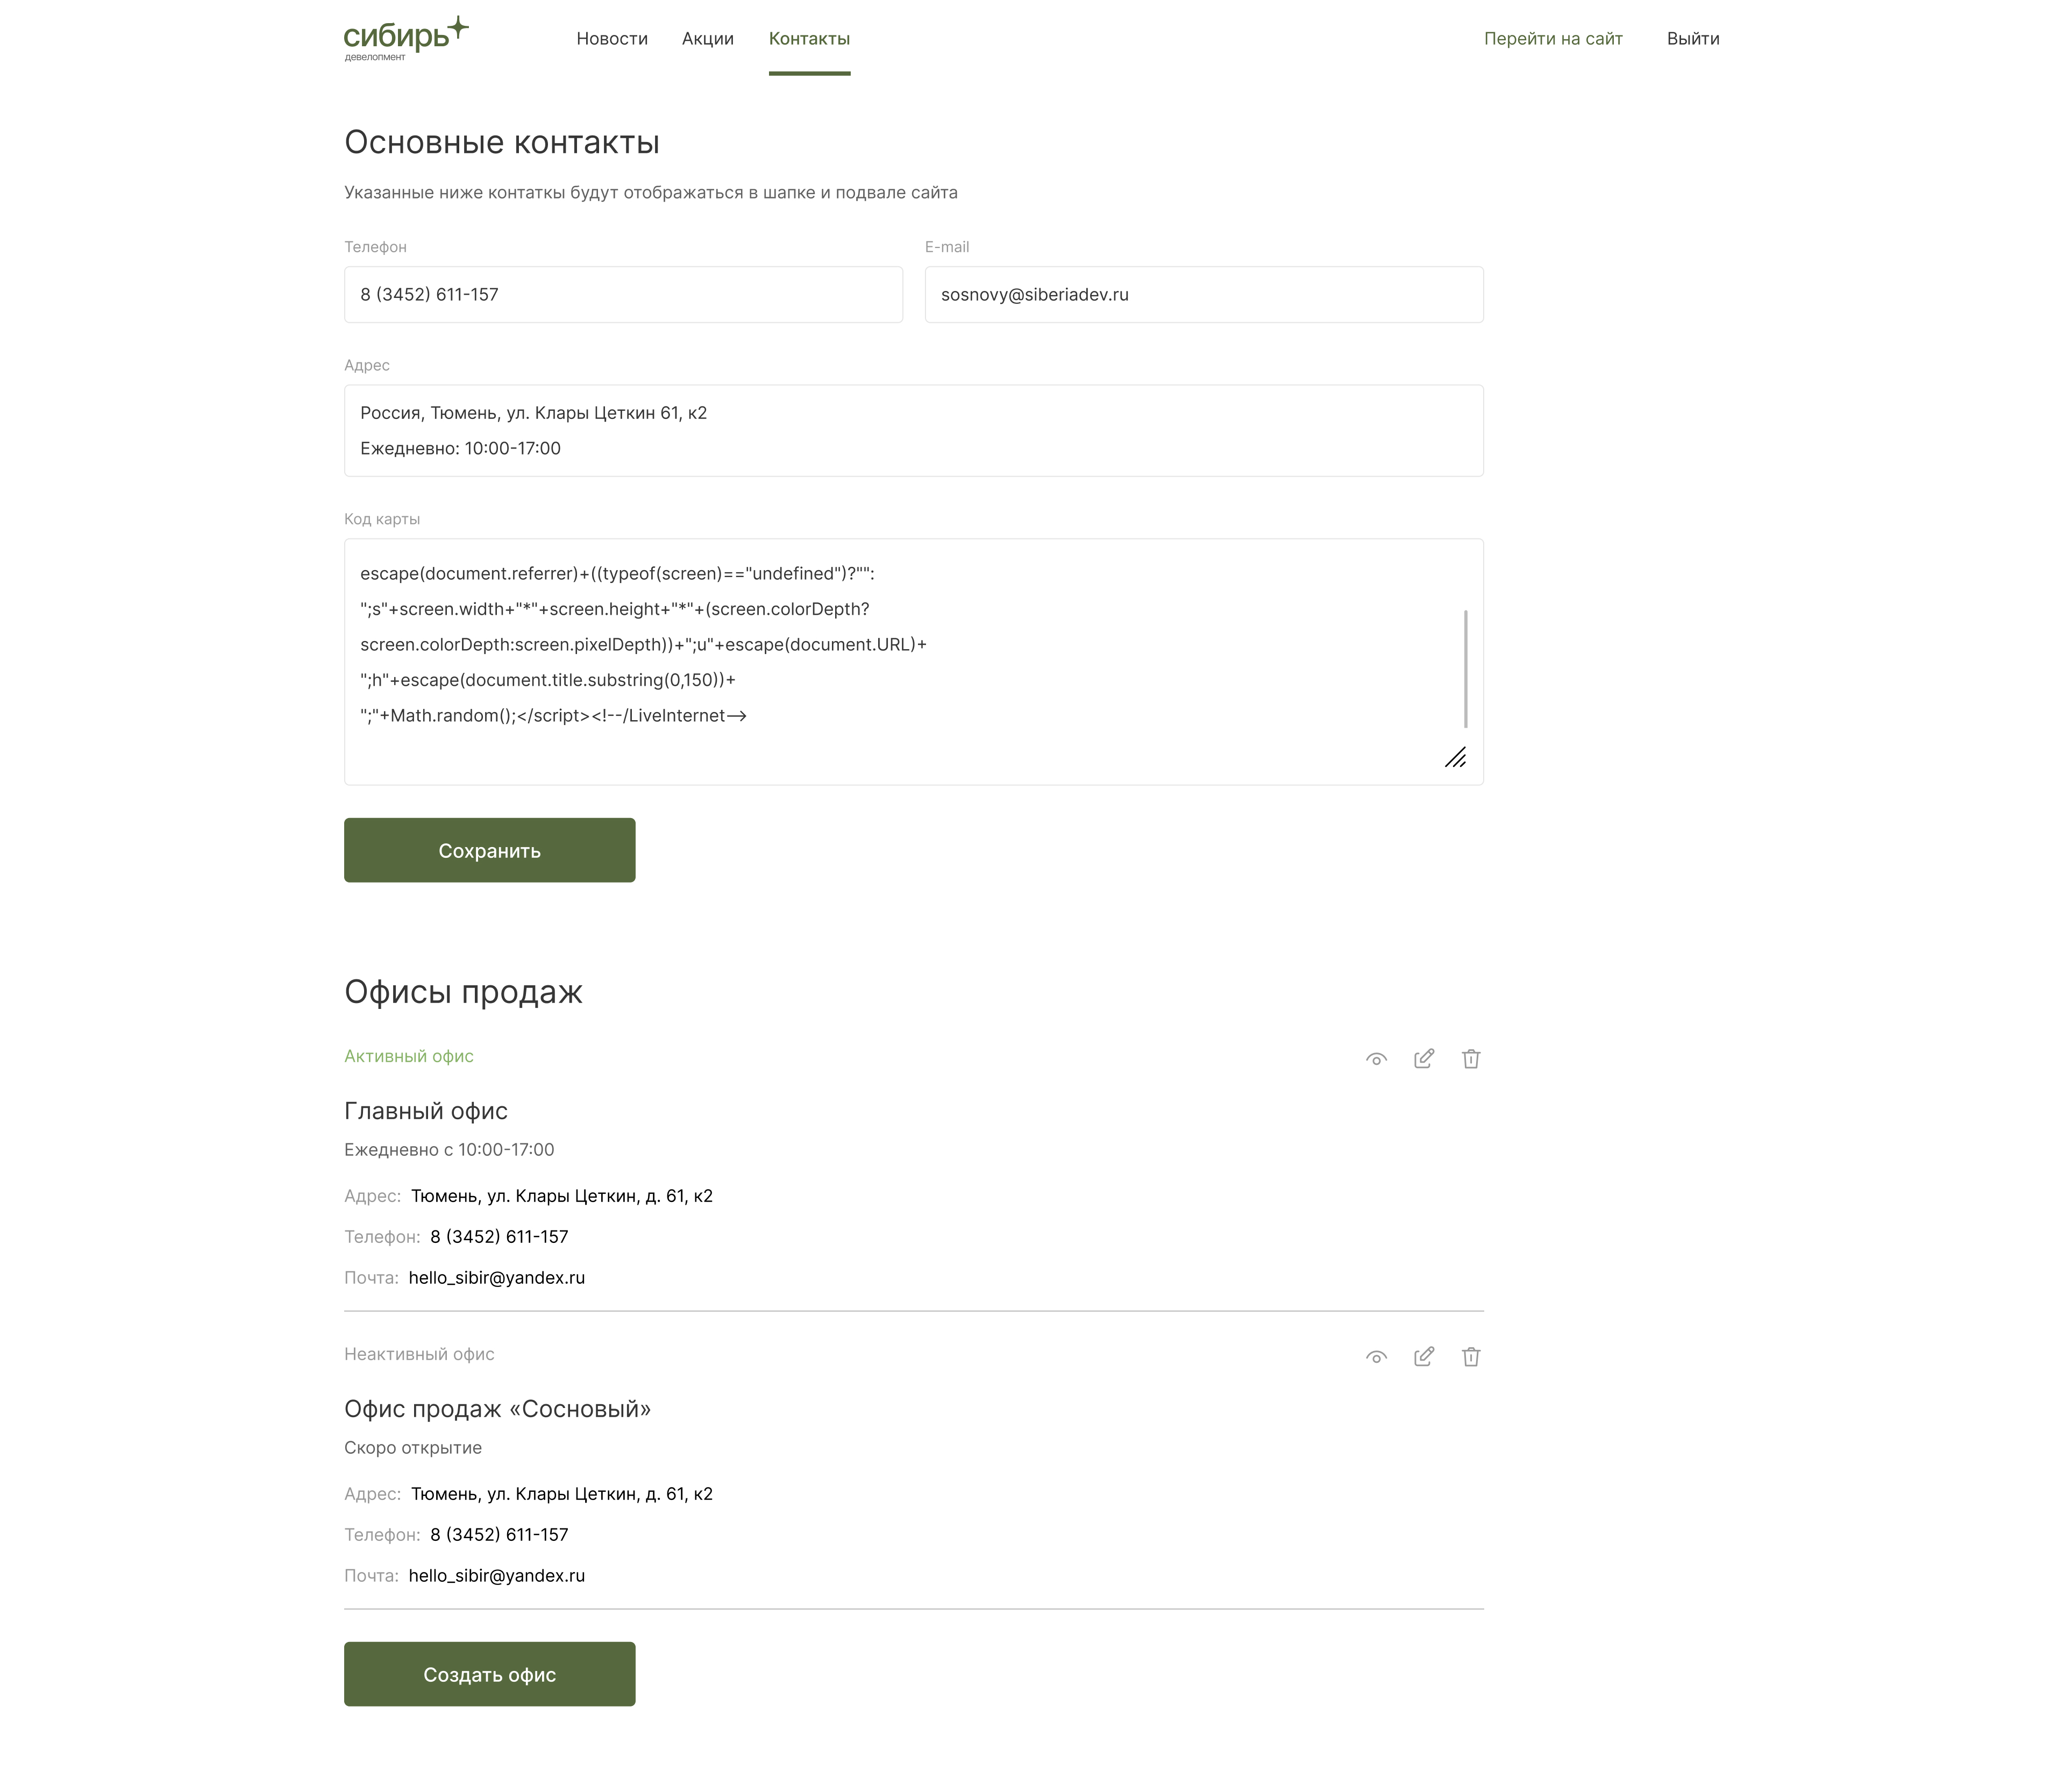 сибирь
девелопмент
Новости
Акции
Контакты
Перейти на сайт
Выйти
Основные контакты
Указанные ниже контаткы будут отображаться в шапке и подвале сайта
Телефон
8 (3452) 611-157
E-mail
sosnovy@siberiadev.ru
Адрес
Россия, Тюмень, ул. Клары Цеткин 61, к2
Ежедневно: 10:00-17:00
Код карты
escape(document.referrer)+((typeof(screen)=="undefined")?"":
";s"+screen.width+"*"+screen.height+"*"+(screen.colorDepth?
screen.colorDepth:screen.pixelDepth))+";u"+escape(document.URL)+
";h"+escape(document.title.substring(0,150))+
";"+Math.random();</script><!--/LiveInternet-->
Сохранить
Офисы продаж
Активный офис
Главный офис
Ежедневно с 10:00-17:00
Адрес: Тюмень, ул. Клары Цеткин, д. 61, к2
Телефон: 8 (3452) 611-157
Почта: hello_sibir@yandex.ru
Неактивный офис
Офис продаж «Сосновый»
Скоро открытие
Адрес: Тюмень, ул. Клары Цеткин, д. 61, к2
Телефон: 8 (3452) 611-157
Почта: hello_sibir@yandex.ru
Создать офис